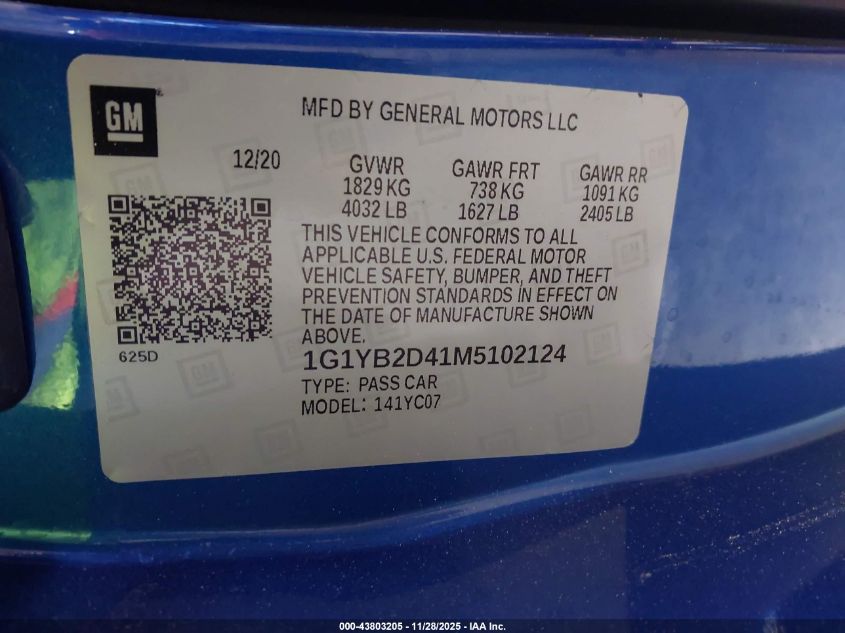 GM
MFD BY GENERAL MOTORS LLC
12/20
GVWR GAWR FRT GAWR RR
1829 KG 738 KG 1091 KG
4032 LB 1627 LB 2405 LB
THIS VEHICLE CONFORMS TO ALL
APPLICABLE U.S. FEDERAL MOTOR
VEHICLE SAFETY, BUMPER, AND THEFT
PREVENTION STANDARDS IN EFFECT ON
THE DATE OF MANUFACTURE SHOWN
ABOVE.
625D
1G1YB2D41M5102124
TYPE: PASS CAR
MODEL: 141YC07
000-43803205 - 11/28/2025 - IAA Inc.